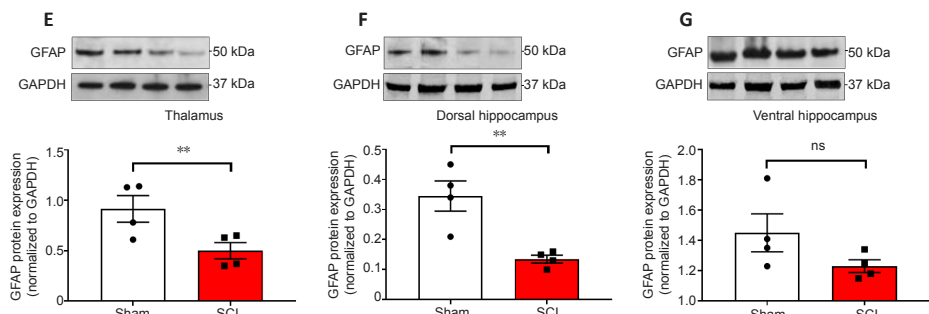 E
GFAP
50 kDa
GAPDH
37 kDa
Thalamus
GFAP protein expression
(normalized to GAPDH)
1.5
1.0
0.5
0
**
Sham
SCI
F
GFAP
50 kDa
GAPDH
37 kDa
Dorsal hippocampus
GFAP protein expression
(normalized to GAPDH)
0.5
0.4
0.3
0.2
0.1
0
**
Sham
SCI
G
GFAP
50 kDa
GAPDH
37 kDa
Ventral hippocampus
GFAP protein expression
(normalized to GAPDH)
2.0
1.8
1.6
1.4
1.2
1.0
ns
Sham
SCI